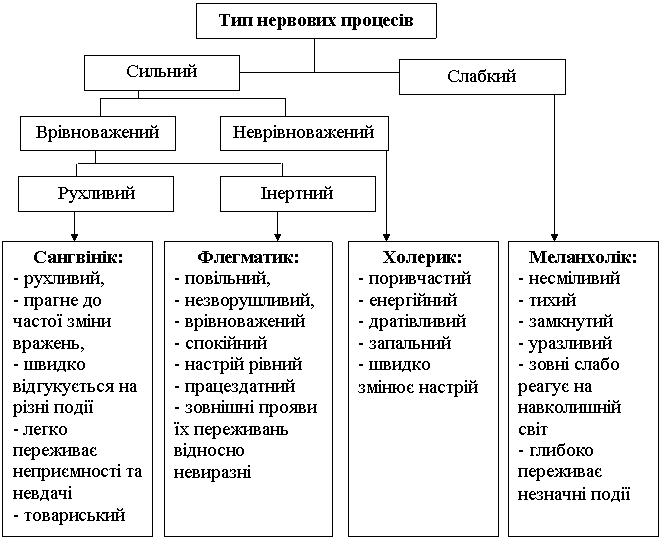 Тип нервових процесів
Сильний
Слабкий
Врівноважений
Неврівноважений
Рухливий
Інертний
Сангвінік:
- рухливий,
- прагне до
частої зміни
вражень,
- швидко
відгукується на
різні події
- легко
переживає
неприємності та
невдачі
- товариський
Флегматик:
- повільний,
- незворушливий,
- врівноважений
- спокійний
- настрій рівний
- працездатний
- зовнішні прояви
їх переживань
відносно
невиразні
Холерик:
- поривчастий
- енергійний
- дратівливий
- запальний
- швидко
змінює настрій
Меланхолік:
- несміливий
- тихий
- замкнутий
- уразливий
- зовні слабо
реагує на
навколишній
світ
- глибоко
переживає
незначні події